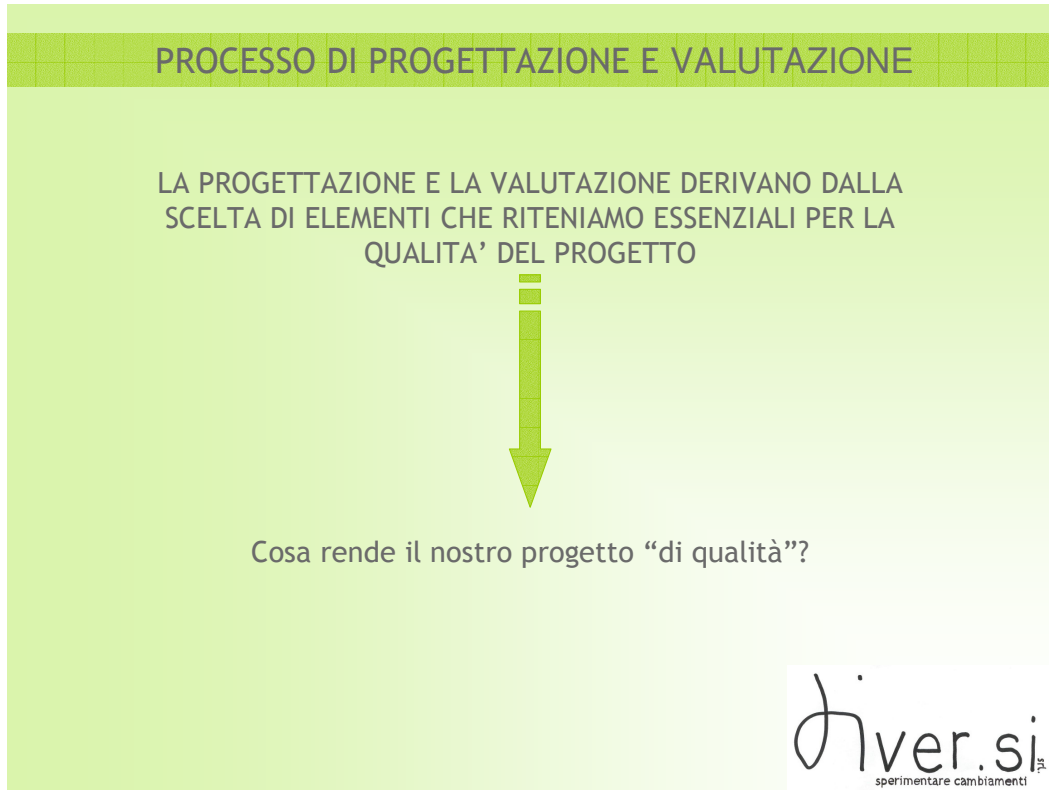 PROCESSO DI PROGETTAZIONE E VALUTAZIONE
LA PROGETTAZIONE E LA VALUTAZIONE DERIVANO DALLA
SCELTA DI ELEMENTI CHE RITENIAMO ESSENZIALI PER LA
QUALITA’ DEL PROGETTO
Cosa rende il nostro progetto “di qualità”?
diver.si srl.
sperimentare cambiamenti